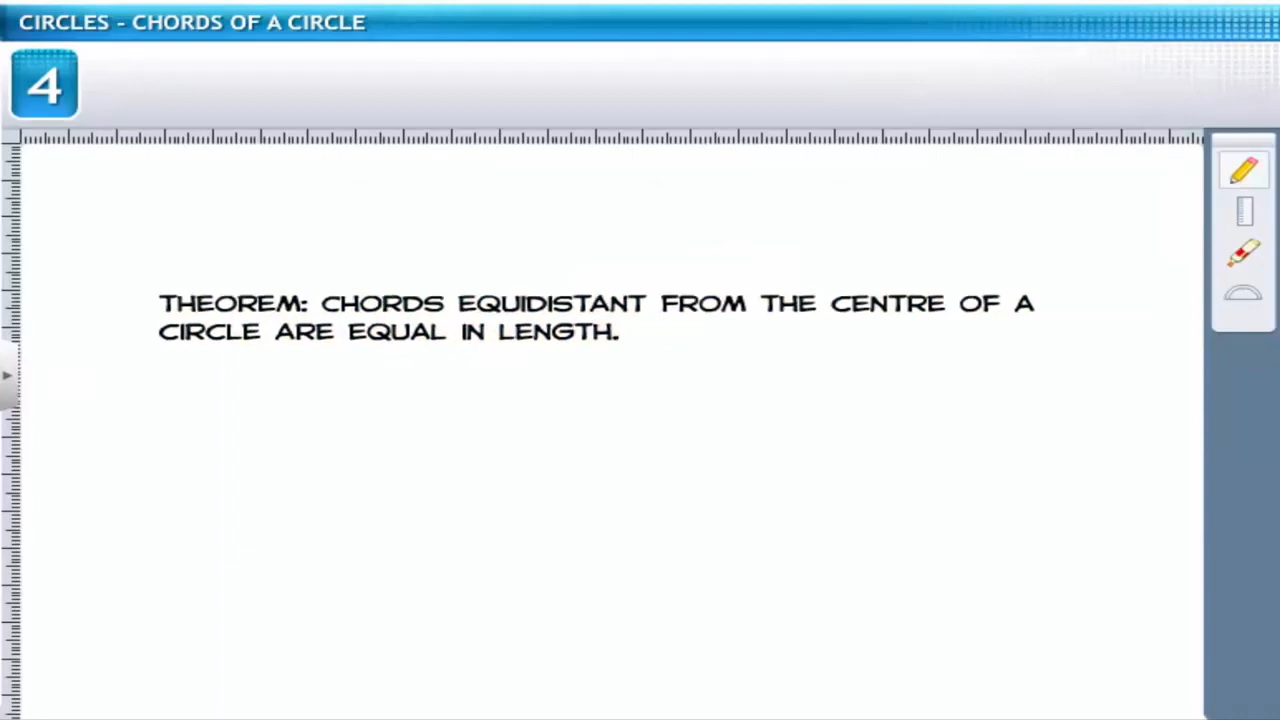 CIRCLES - CHORDS OF A CIRCLE
4
THEOREM: CHORDS EQUIDISTANT FROM THE CENTRE OF A
CIRCLE ARE EQUAL IN LENGTH.